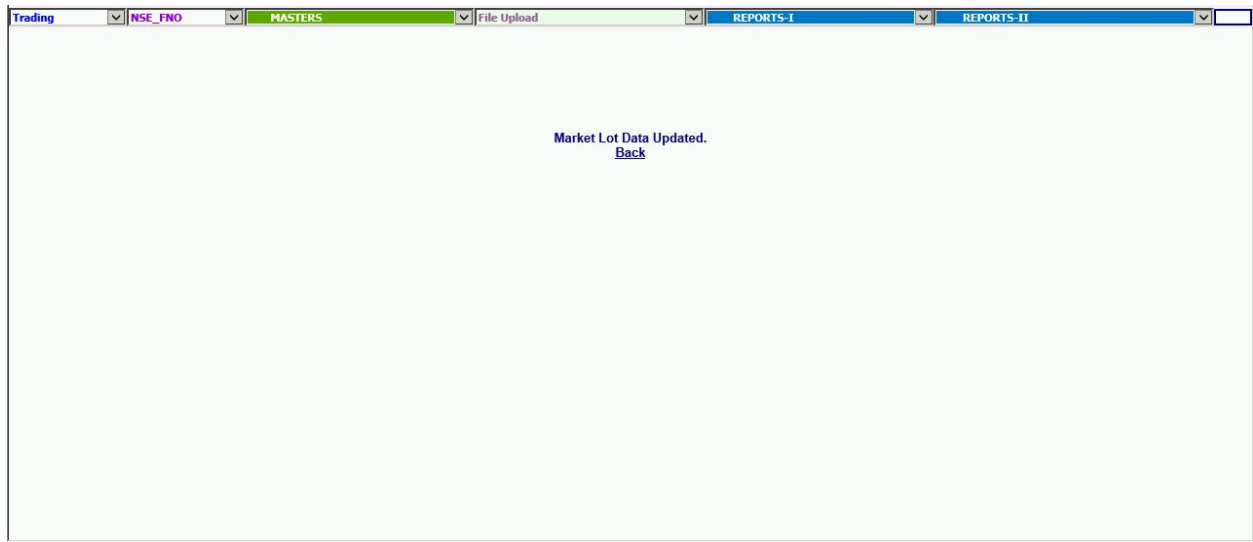 Trading NSE_FNO MASTERS File Upload REPORTS-I REPORTS-II
Market Lot Data Updated.
Back